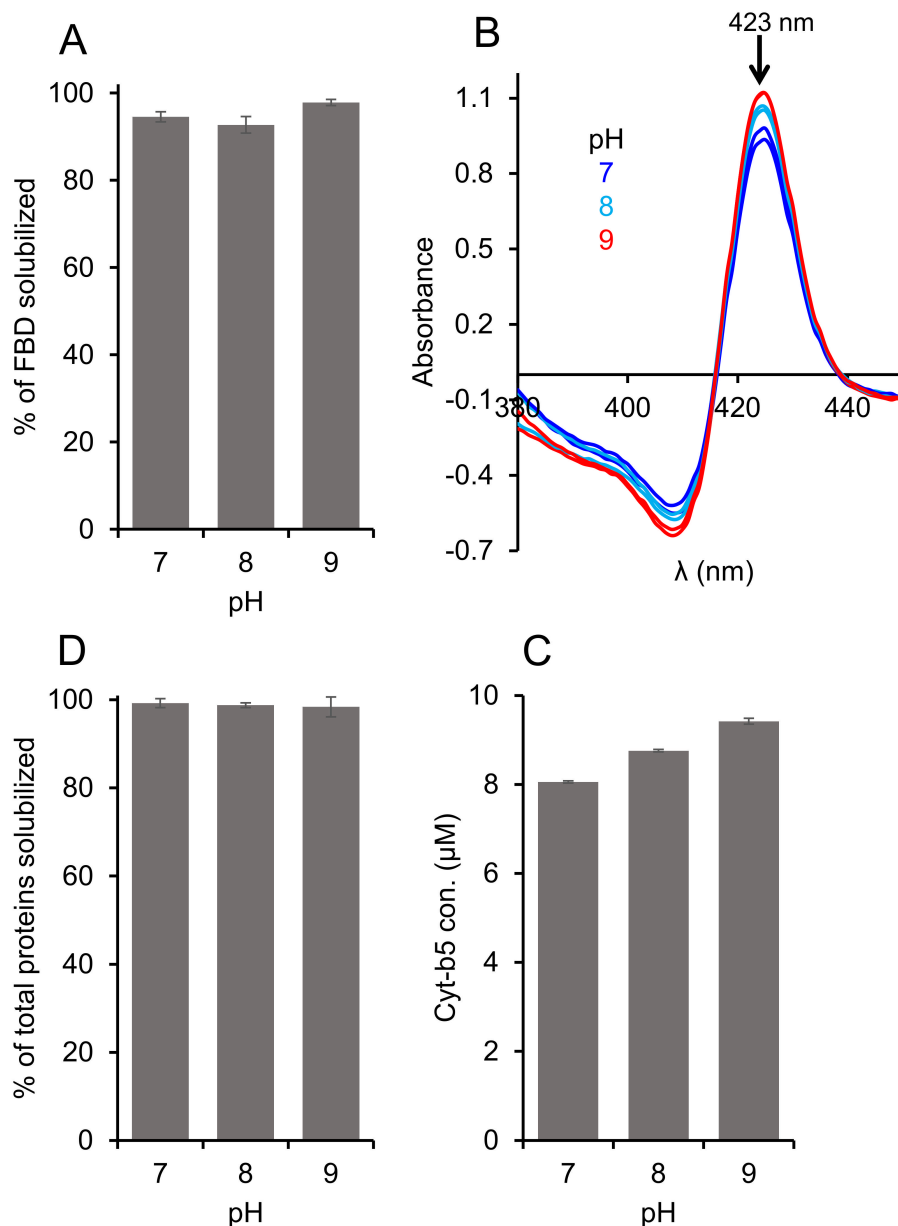 A
% of FBD solubilized
100
80
60
40
20
0
7 8 9
pH
B
423 nm
pH
7
8
9
Absorbance
1.1
0.8
0.5
0.2
-0.1
-0.4
-0.7
380 400 420 440
λ (nm)
D
% of total proteins solubilized
100
80
60
40
20
0
7 8 9
pH
C
Cyt-b5 con. (µM)
10
8
6
4
2
0
7 8 9
pH